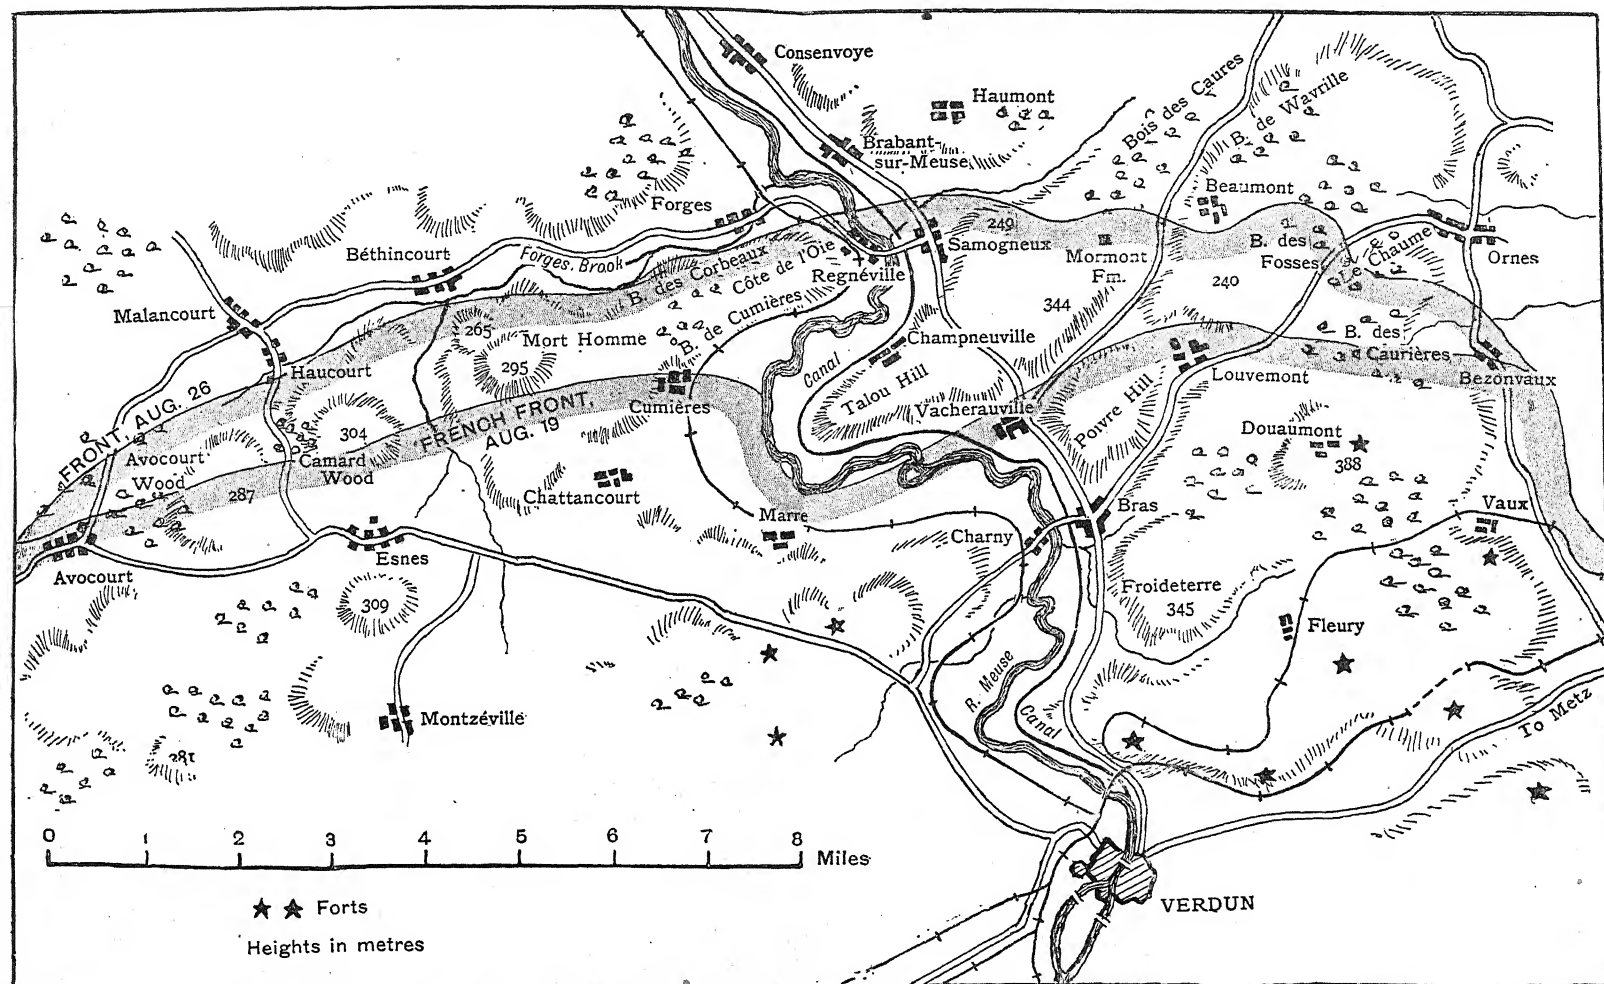 Consenvoye
Haumont
Bois des Caures
B. de Wavrille
Brabant-
sur-Meuse
Forges
Beaumont
249
Samogneux
Béthincourt
Forges. Brook
B. des Corbeaux
Côte de l'Oie
Regnéville
Mormont
Fm.
B. des
Fosses
Le Chaume
Ornes
240
344
Malancourt
265
Mort Homme
B. de Cumières
295
Haucourt
Canal
Champneuville
Talou Hill
Vacherauville
Louvemont
B. des
Caurières
Bezonvaux
Cumières
FRONT, AUG. 26
FRENCH FRONT,
AUG. 19
304
Avocourt
Wood
Camard
Wood
287
Poivre Hill
Douaumont
388
Chattancourt
Marre
Charny
Bras
Vaux
Esnes
Avocourt
309
Froideterre
345
Fleury
R. Meuse
Canal
Montzéville
281
To Metz
0 1 2 3 4 5 6 7 8 Miles
Forts
Heights in metres
VERDUN